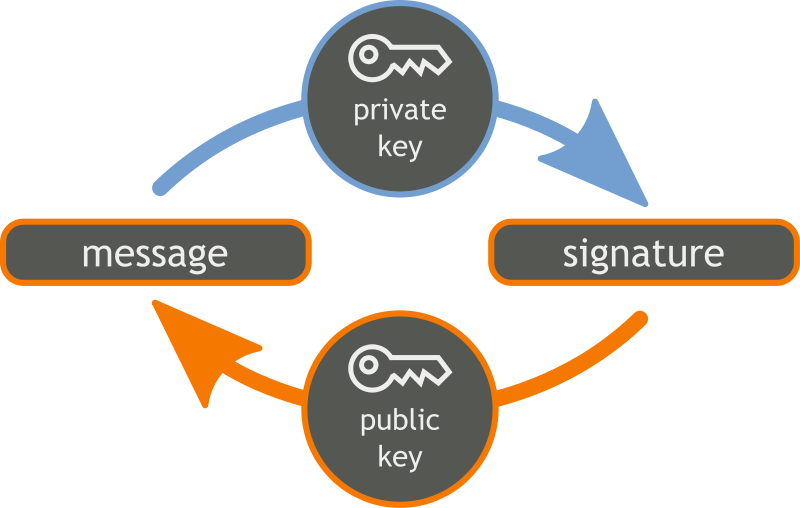 private
key
message
signature
public
key